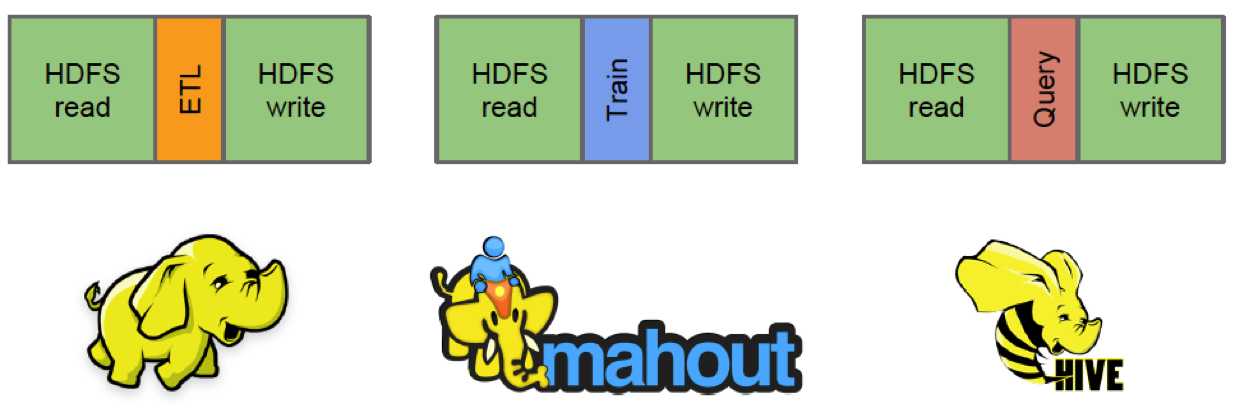 HDFS
read
ETL
HDFS
write
HDFS
read
Train
HDFS
write
HDFS
read
Query
HDFS
write
mahout
HIVE